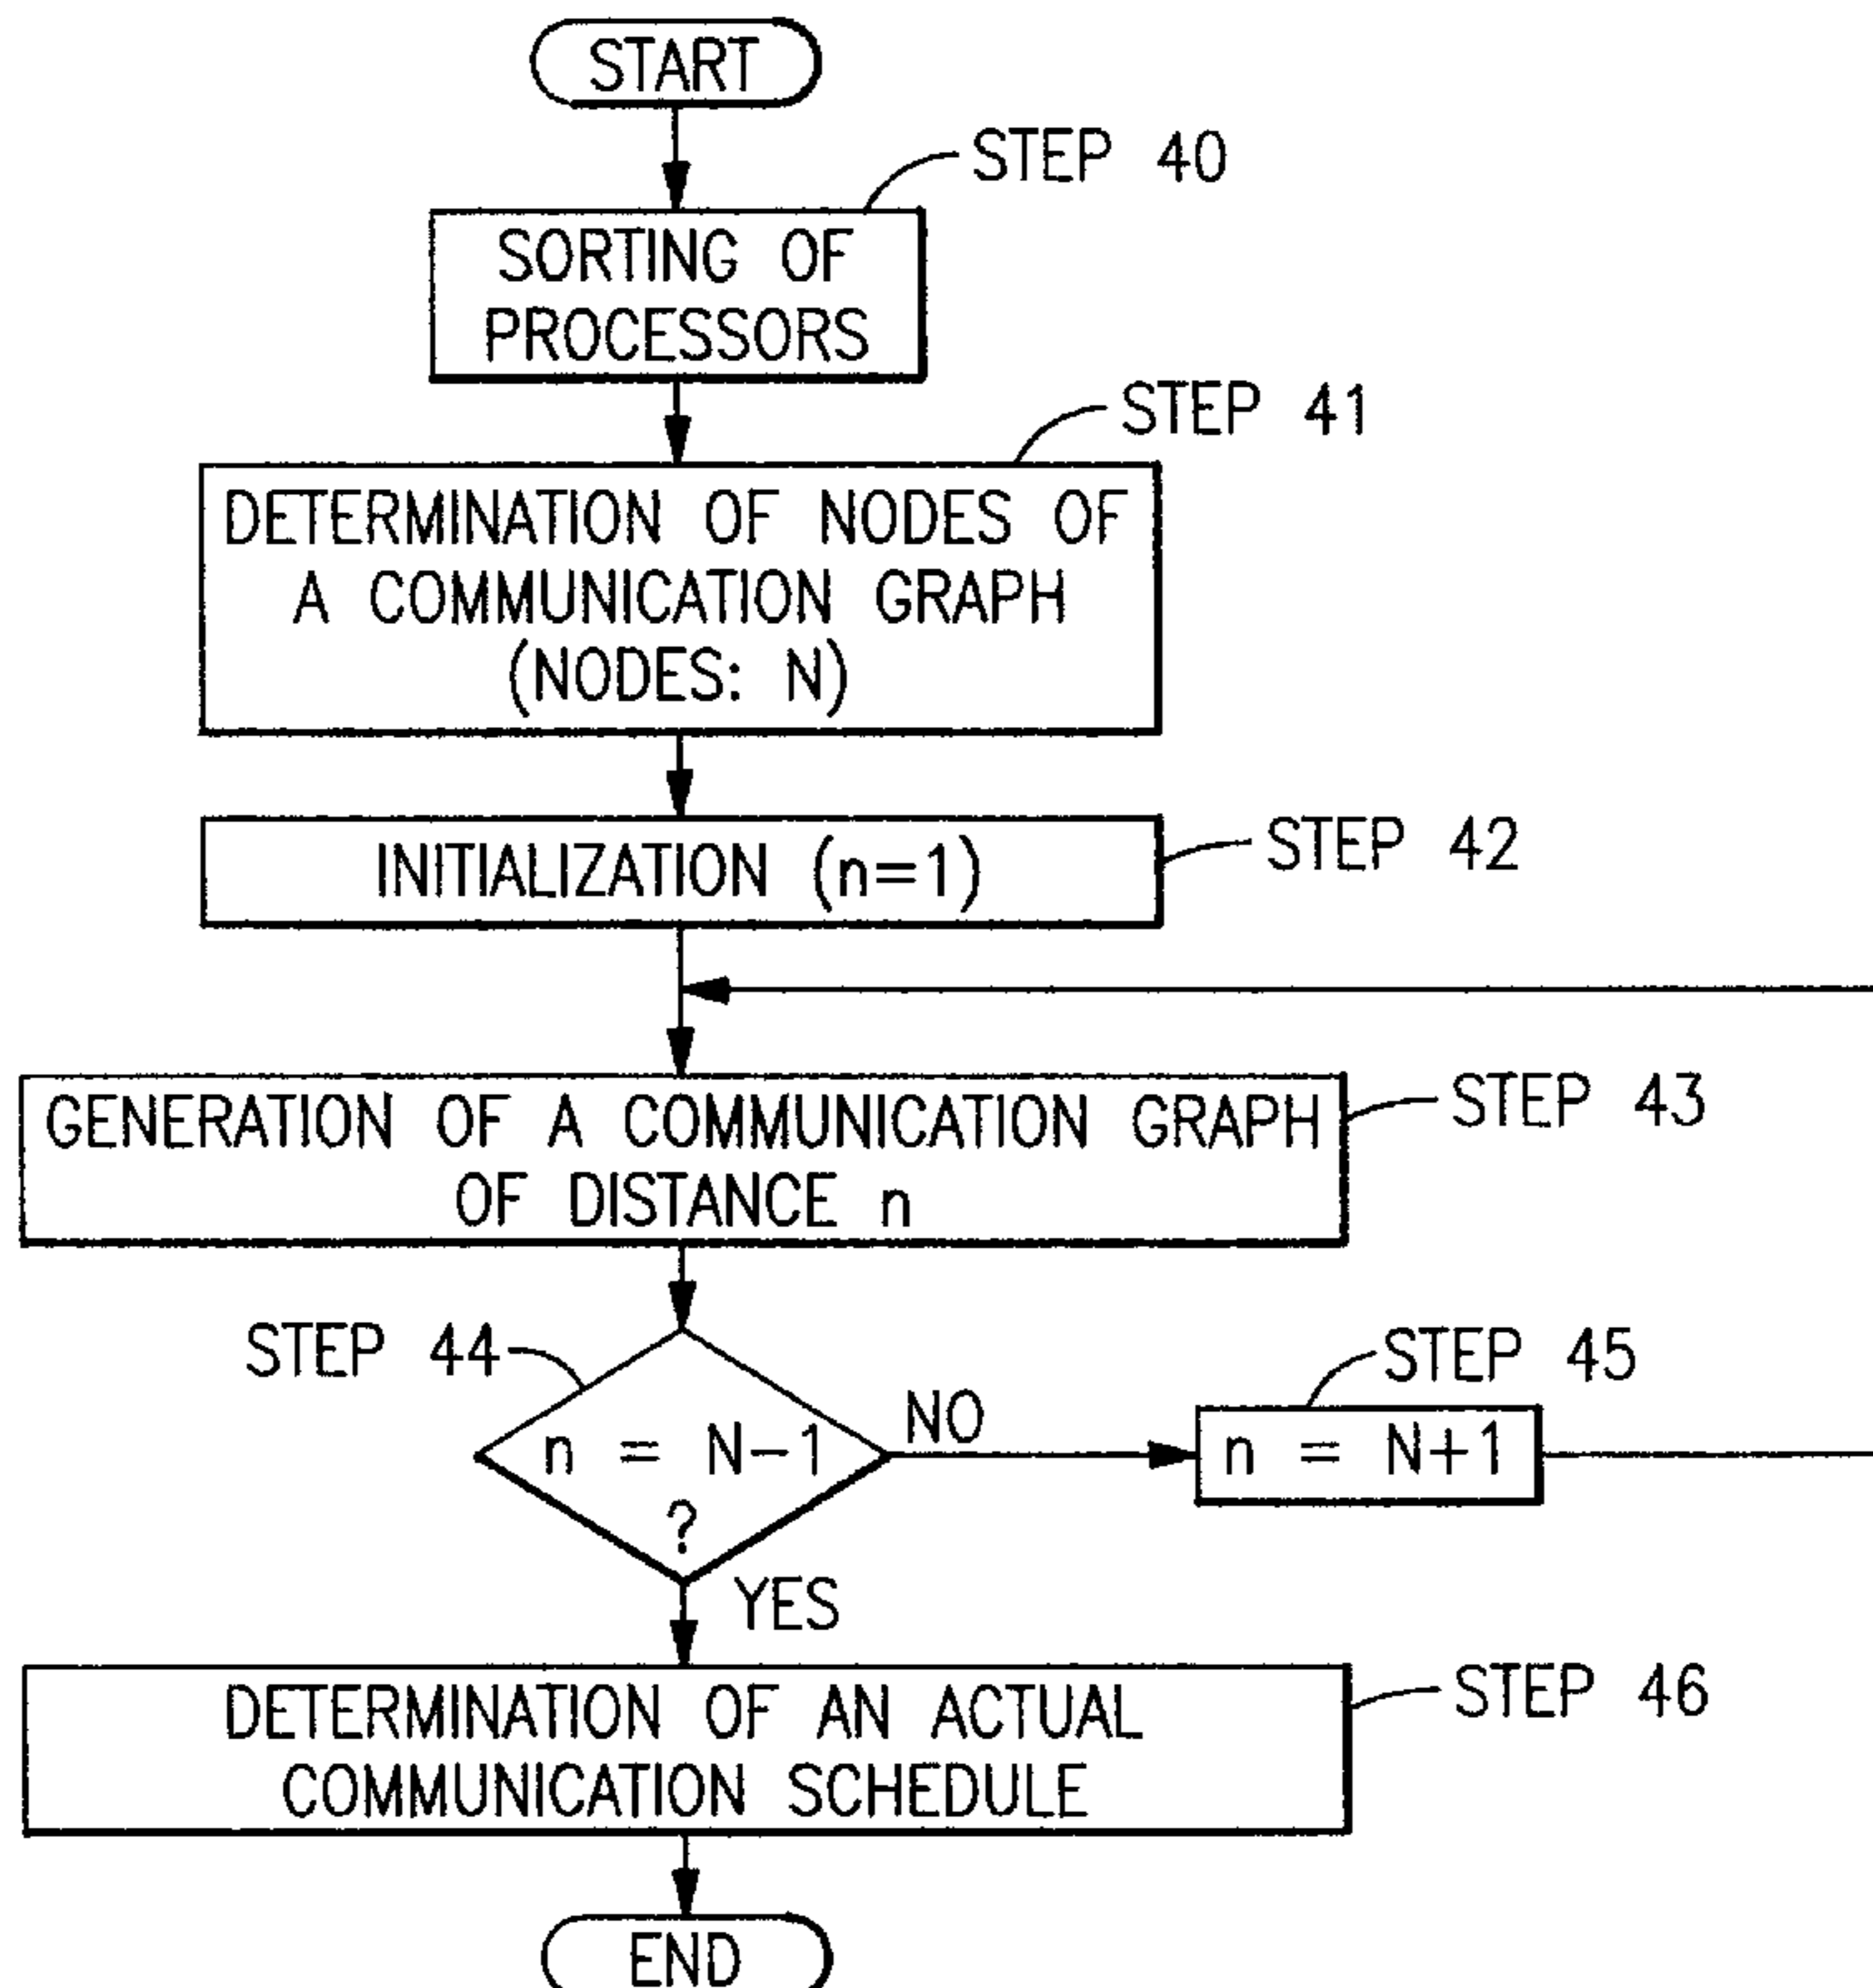 START
STEP 40
SORTING OF
PROCESSORS
STEP 41
DETERMINATION OF NODES OF
A COMMUNICATION GRAPH
(NODES: N)
STEP 42
INITIALIZATION (n=1)
STEP 43
GENERATION OF A COMMUNICATION GRAPH
OF DISTANCE n
STEP 44
n = N-1
?
NO
STEP 45
n = N+1
YES
STEP 46
DETERMINATION OF AN ACTUAL
COMMUNICATION SCHEDULE
END